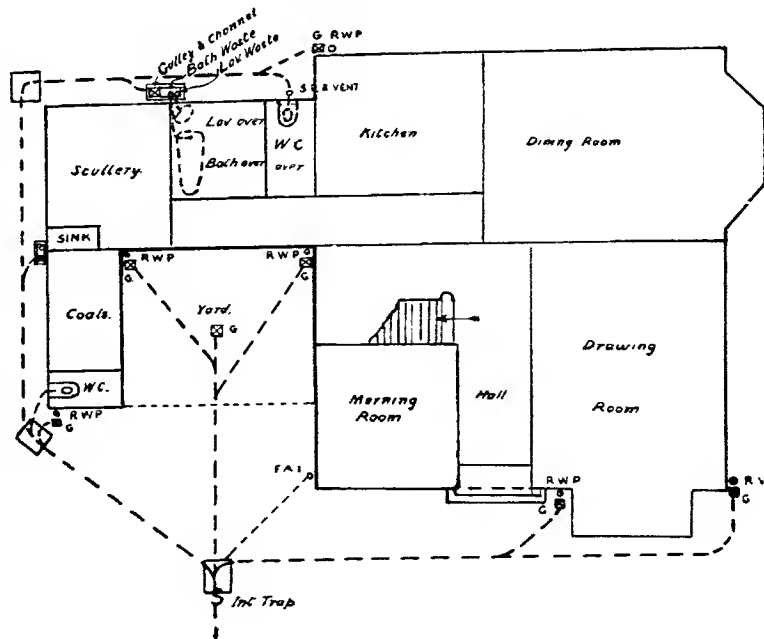 Gulley & Channel
Bath Waste
Lav Waste
G RWP
S.P. & VENT
Lav over
W C
OVER
Kitchen
Dining Room
Scullery.
Bath over
SINK
RWP
G
RWP
G
Yard.
G
Coals.
Drawing
Room
W C.
RWP
G
Morning
Room
Hall
F A I
RWP
G
R W
G
Int Trap